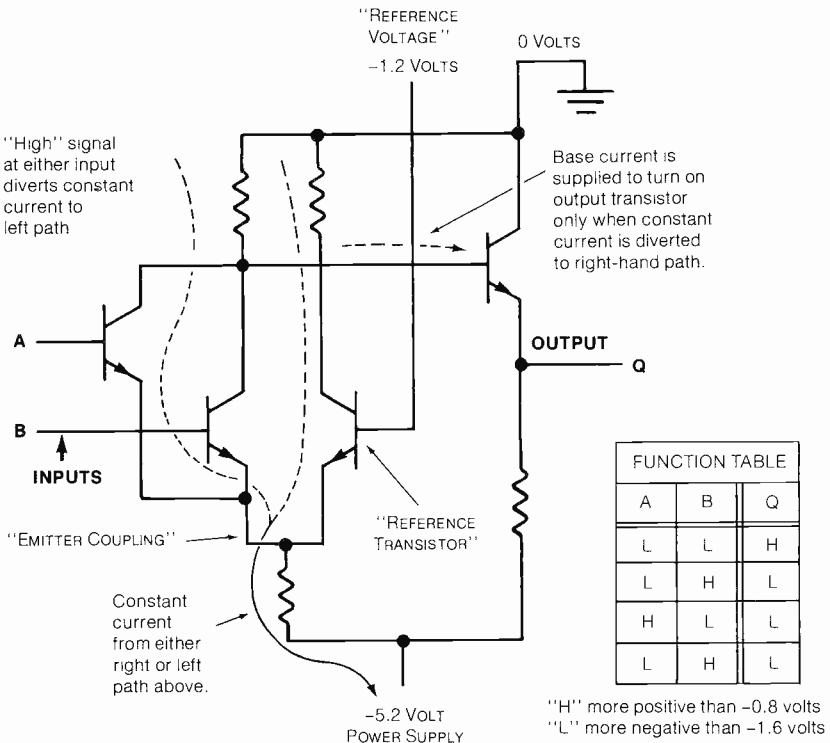 "REFERENCE
VOLTAGE"
−1.2 VOLTS
0 VOLTS
"High" signal
at either input
diverts constant
current to
left path
Base current is
supplied to turn on
output transistor
only when constant
current is diverted
to right-hand path.
A
B
INPUTS
OUTPUT
Q
"EMITTER COUPLING"
"REFERENCE
TRANSISTOR"
Constant
current
from either
right or left
path above.
−5.2 VOLT
POWER SUPPLY
FUNCTION TABLE
A B Q
L L H
L H L
H L L
L H L
"H" more positive than −0.8 volts
"L" more negative than −1.6 volts